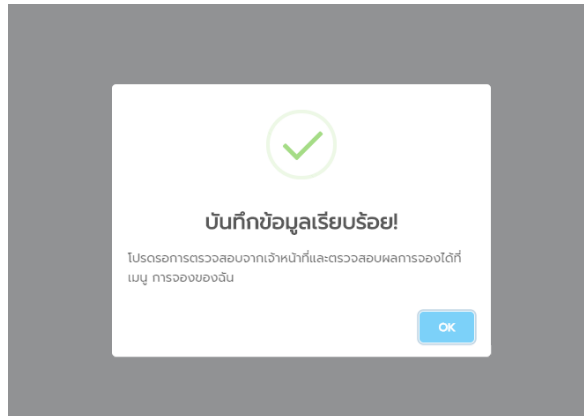 บันทึกข้อมูลเรียบร้อย!
โปรดรอการตรวจสอบจากเจ้าหน้าที่และตรวจสอบผลการจองได้ที่
เมนู การจองของฉัน
OK